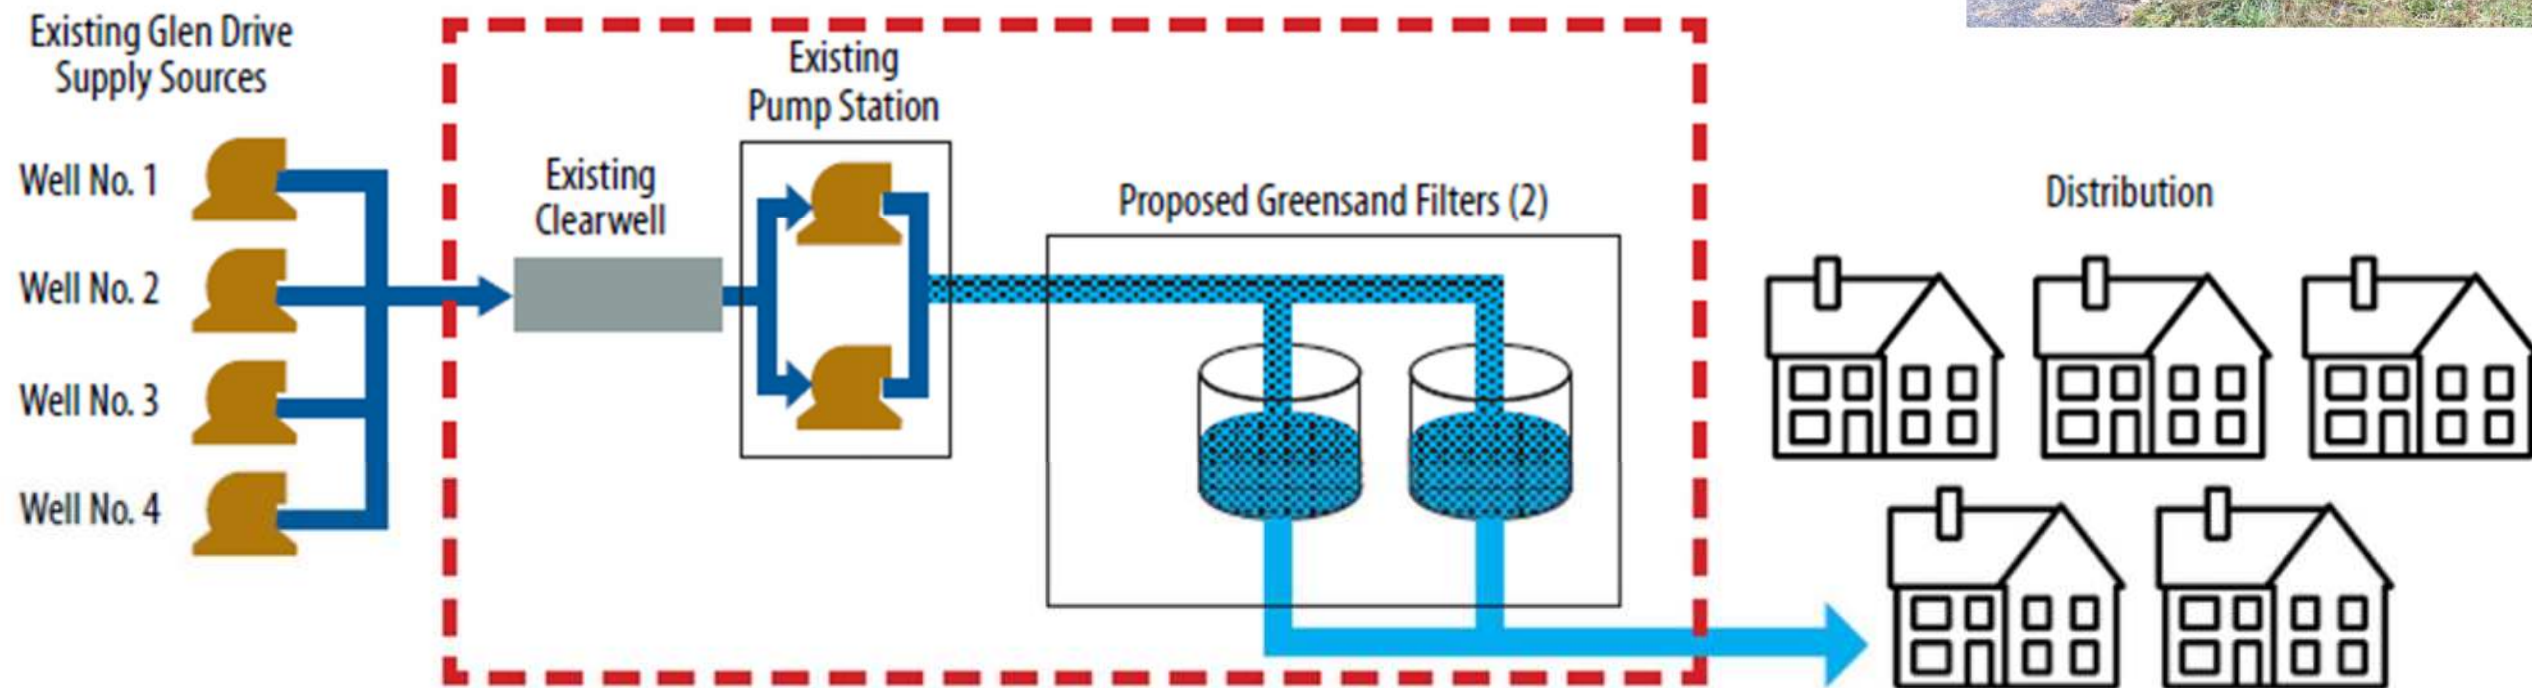 Existing Glen Drive
Supply Sources
Well No. 1
Well No. 2
Well No. 3
Well No. 4
Existing
Clearwell
Existing
Pump Station
Proposed Greensand Filters (2)
Distribution